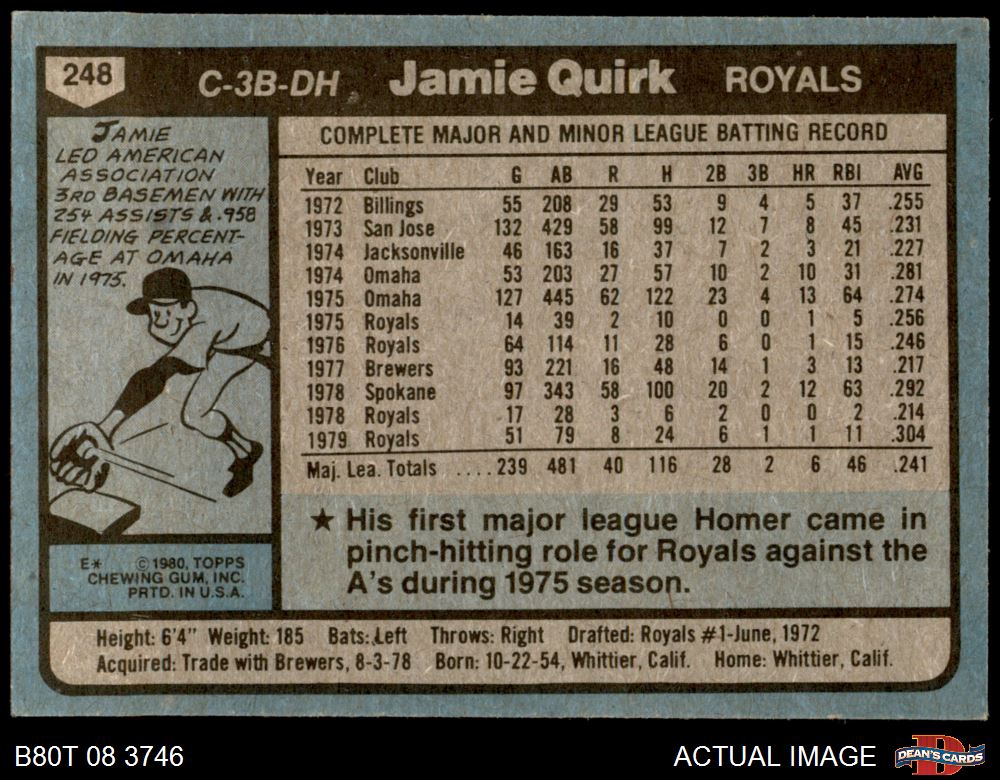 248 C-3B-DH Jamie Quirk ROYALS
JAMIE
LED AMERICAN
ASSOCIATION
3RD BASEMEN WITH
254 ASSISTS & .958
FIELDING PERCENT-
AGE AT OMAHA
IN 1975.
COMPLETE MAJOR AND MINOR LEAGUE BATTING RECORD
Year Club G AB R H 2B 3B HR RBI AVG
1972 Billings 55 208 29 53 9 4 5 37 .255
1973 San Jose 132 429 58 99 12 7 8 45 .231
1974 Jacksonville 46 163 16 37 7 2 3 21 .227
1974 Omaha 53 203 27 57 10 2 10 31 .281
1975 Omaha 127 445 62 122 23 4 13 64 .274
1975 Royals 14 39 2 10 0 0 1 5 .256
1976 Royals 64 114 11 28 6 0 1 15 .246
1977 Brewers 93 221 16 48 14 1 3 13 .217
1978 Spokane 97 343 58 100 20 2 12 63 .292
1978 Royals 17 28 3 6 2 0 0 2 .214
1979 Royals 51 79 8 24 6 1 1 11 .304
Maj. Lea. Totals ....239 481 40 116 28 2 6 46 .241
★ His first major league Homer came in
pinch-hitting role for Royals against the
A's during 1975 season.
E* © 1980, TOPPS
CHEWING GUM, INC.
PRTD. IN U.S.A.
Height: 6'4" Weight: 185 Bats: Left Throws: Right Drafted: Royals #1-June, 1972
Acquired: Trade with Brewers, 8-3-78 Born: 10-22-54, Whittier, Calif. Home: Whittier, Calif.
B80T 08 3746 ACTUAL IMAGE D DEAN'S CARDS